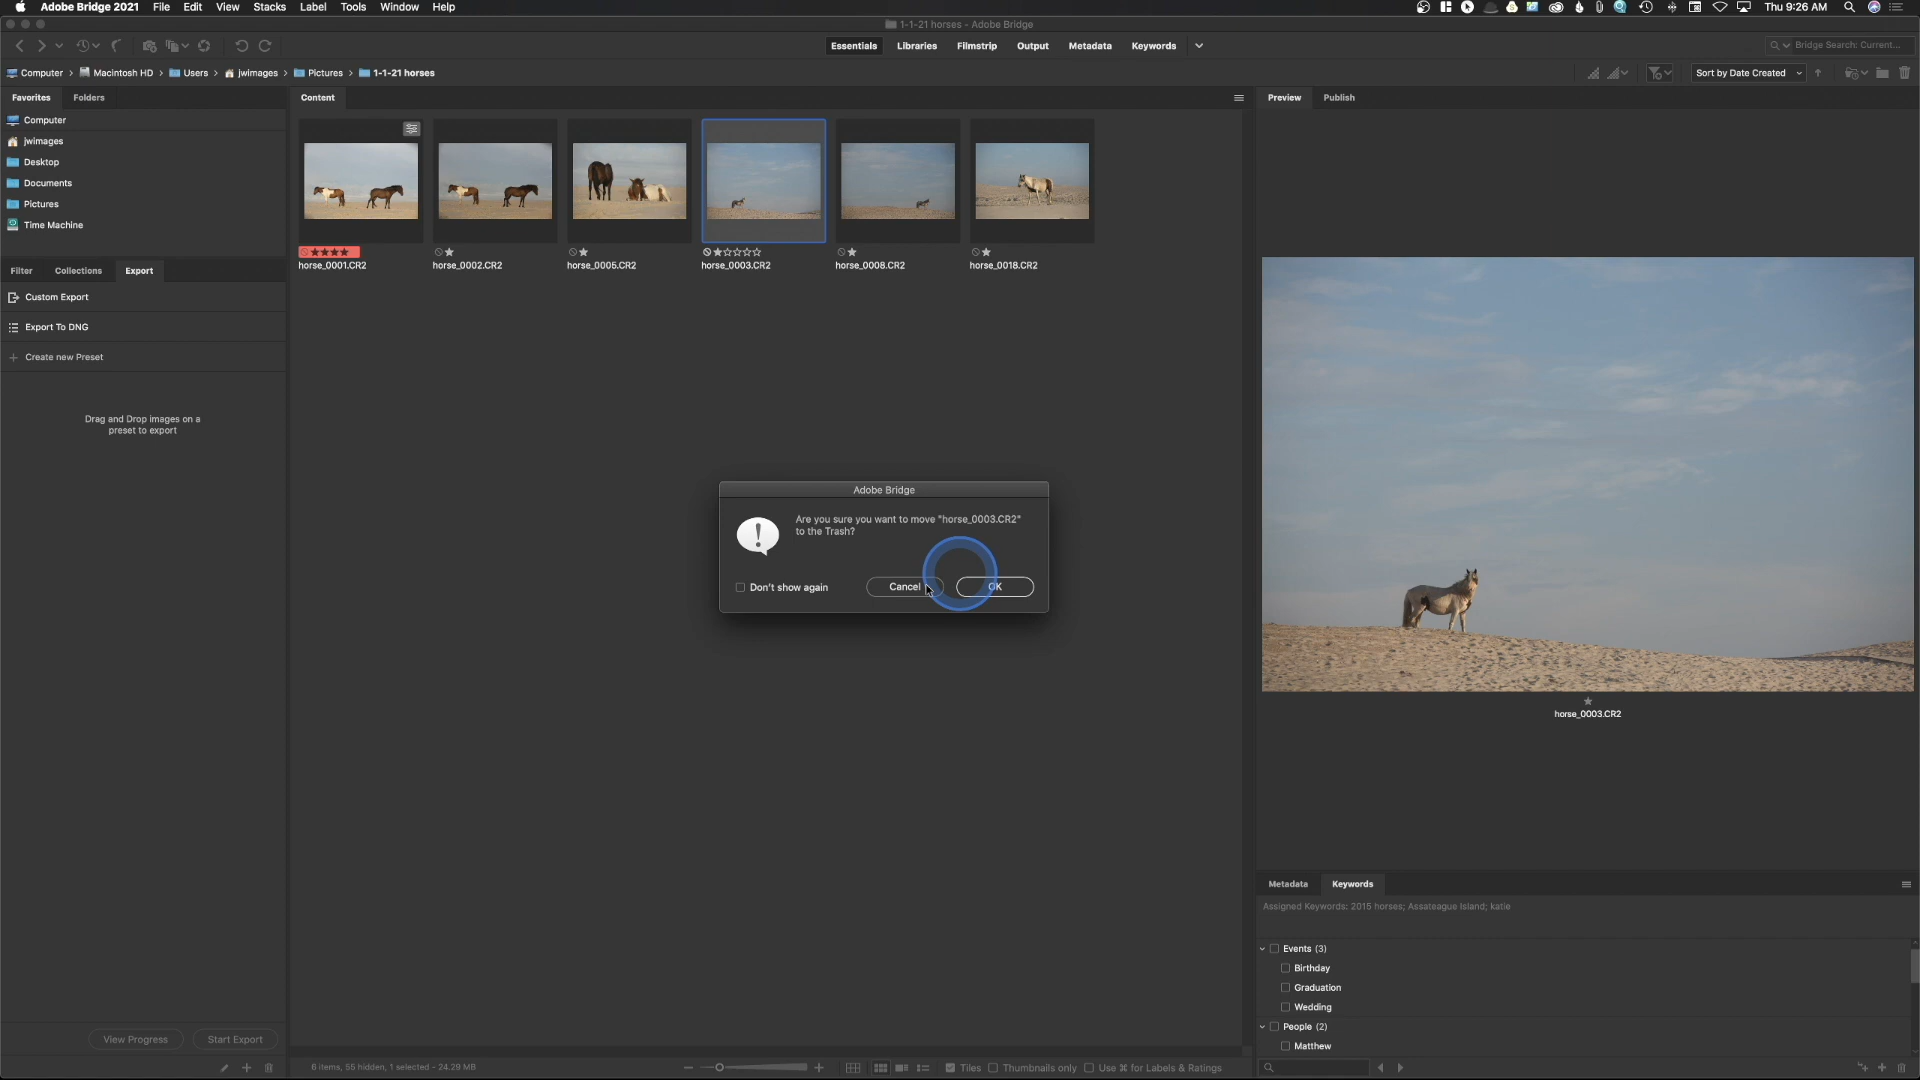 Adobe Bridge 2021 File Edit View Stacks Label Tools Window Help Thu 9:26 AM
1-1-21 horses - Adobe Bridge
Essentials Libraries Filmstrip Output Metadata Keywords Bridge Search: Current...
Computer Macintosh HD Users jwimages Pictures 1-1-21 horses Sort by Date Created
Favorites Folders
Computer
jwimages
Desktop
Documents
Pictures
Time Machine
Filter Collections Export
Custom Export
Export To DNG
Create new Preset
Drag and Drop images on a
preset to export
View Progress Start Export
Content
horse_0001.CR2 horse_0002.CR2 horse_0005.CR2 horse_0003.CR2 horse_0008.CR2 horse_0018.CR2
Adobe Bridge
Are you sure you want to move "horse_0003.CR2"
to the Trash?
Don't show again Cancel OK
6 items, 55 hidden, 1 selected - 24.29 MB Tiles Thumbnails only Use ⌘ for Labels & Ratings
Preview Publish
horse_0003.CR2
Metadata Keywords
Assigned Keywords: 2015 horses; Assateague Island; katie
Events (3)
Birthday
Graduation
Wedding
People (2)
Matthew